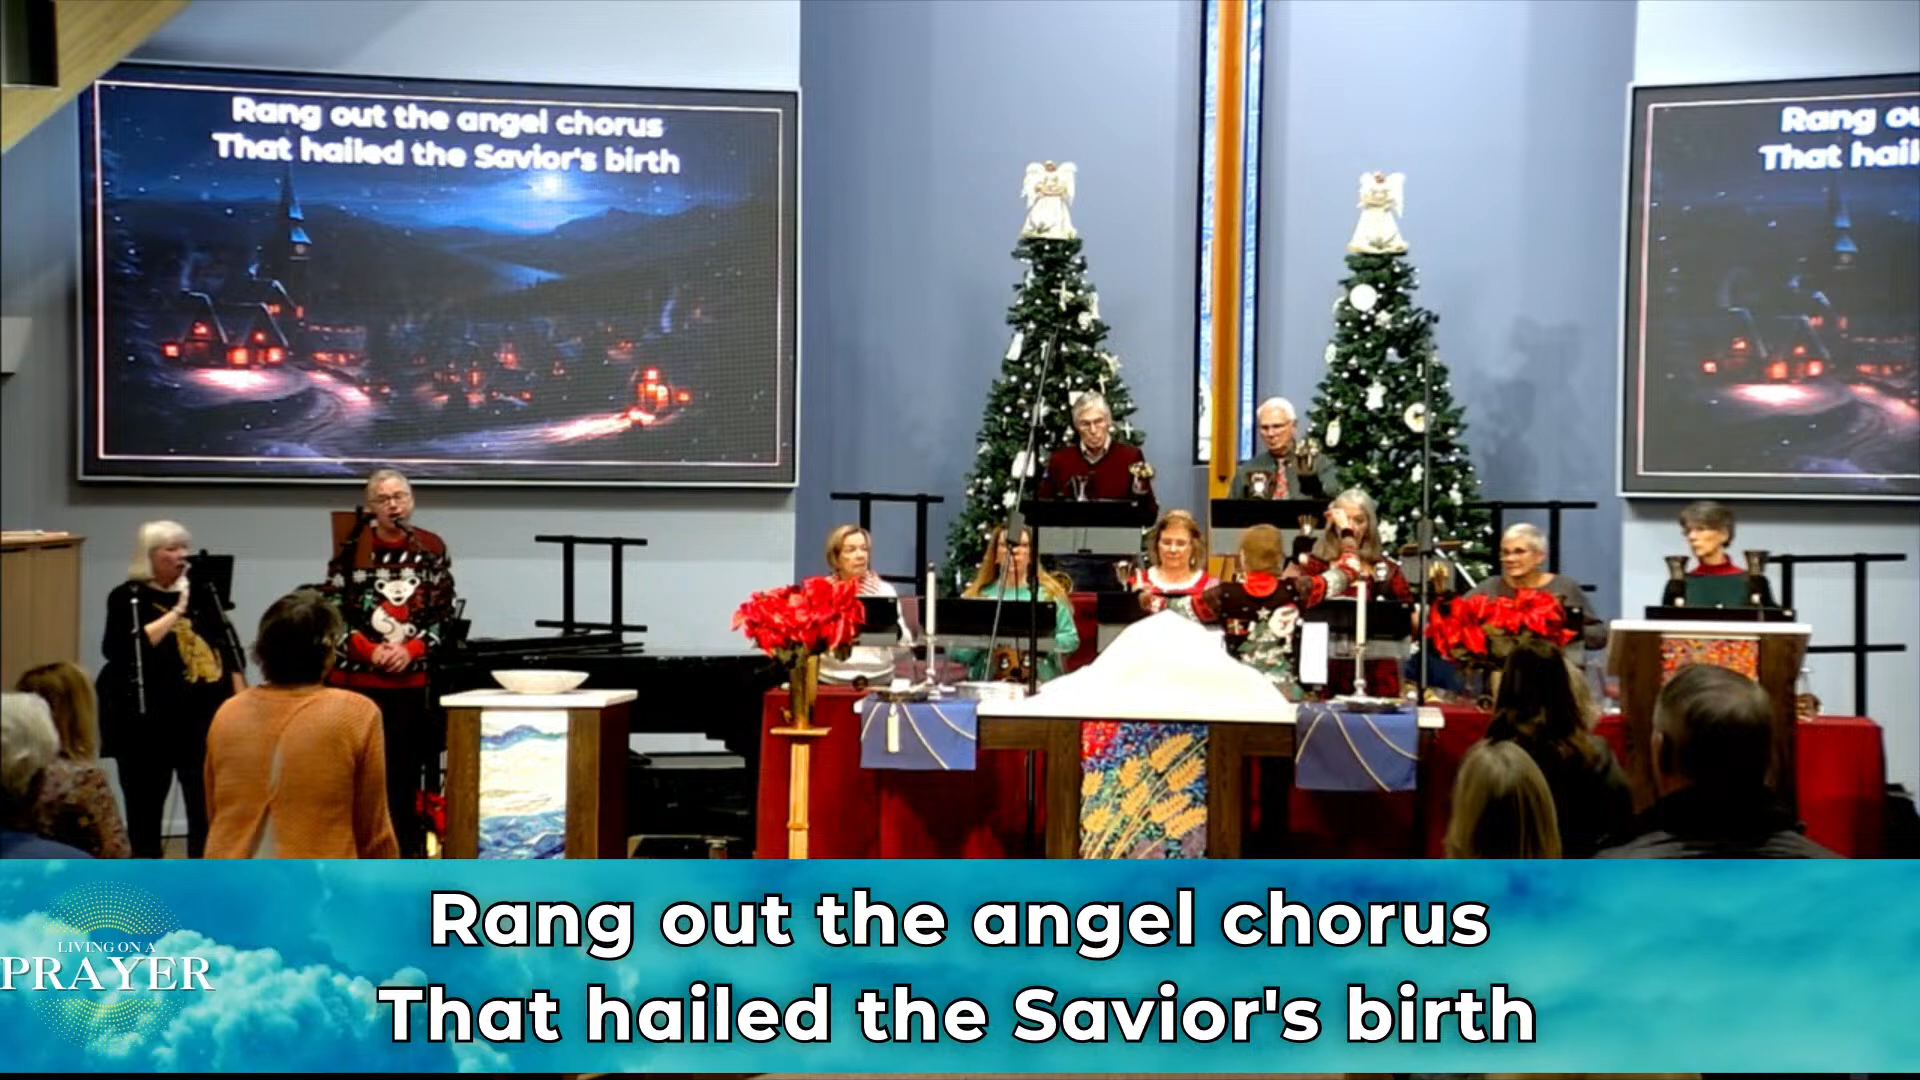 Rang out the angel chorus
That hailed the Savior's birth
Rang ou
That hail
LIVING ON A
PRAYER
Rang out the angel chorus
That hailed the Savior's birth